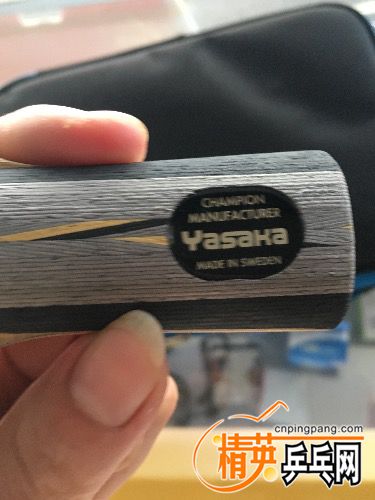 CHAMPION
MANUFACTURER
Yasaka
MADE IN SWEDEN
cnpingpang.com
精英乒乓网